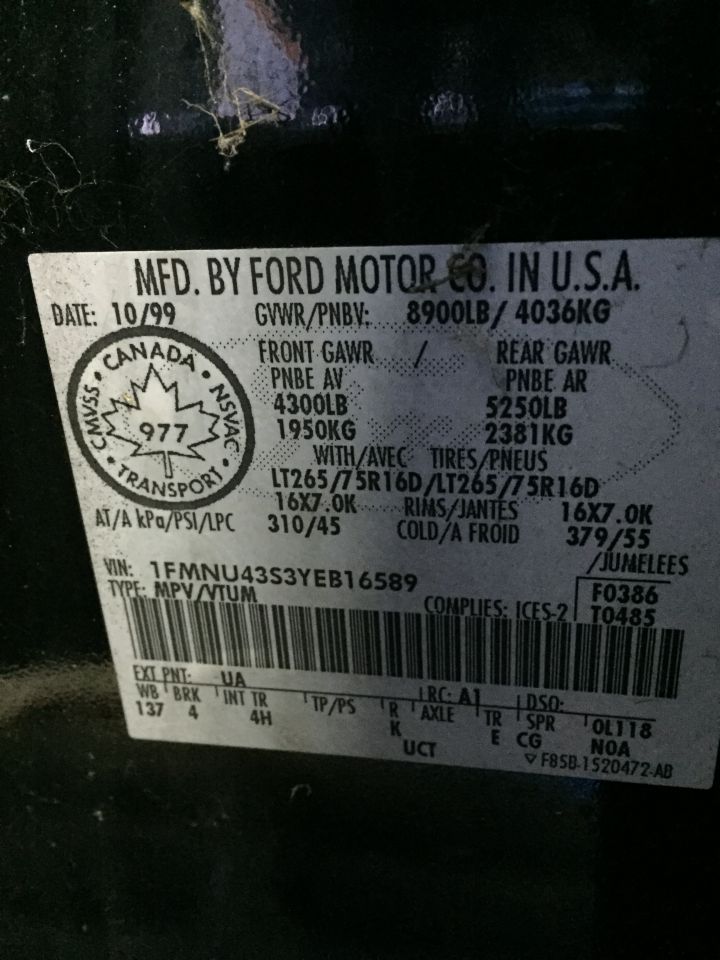 MFD. BY FORD MOTOR CO. IN U.S.A.
DATE: 10/99 GVWR/PNBV: 8900LB/ 4036KG
CANADA
CMVSS • NSVAC
977
• TRANSPORT •
FRONT GAWR / REAR GAWR
PNBE AV PNBE AR
4300LB 5250LB
1950KG 2381KG
WITH/AVEC TIRES/PNEUS
LT265/75R16D/LT265/75R16D
16X7.0K RIMS/JANTES 16X7.0K
AT/A kPa/PSI/LPC 310/45 COLD/A FROID 379/55
/JUMELEES
VIN: 1FMNU43S3YEB16589
TYPE: MPV/VTUM COMPLIES: ICES-2
F0386
T0485
EXT PNT: UA RC: A1 DSO:
WB BRK INT TR TP/PS R AXLE TR SPR 0L118
137 4 4H K E CG N0A
UCT
▽ F85B-1520472-AB